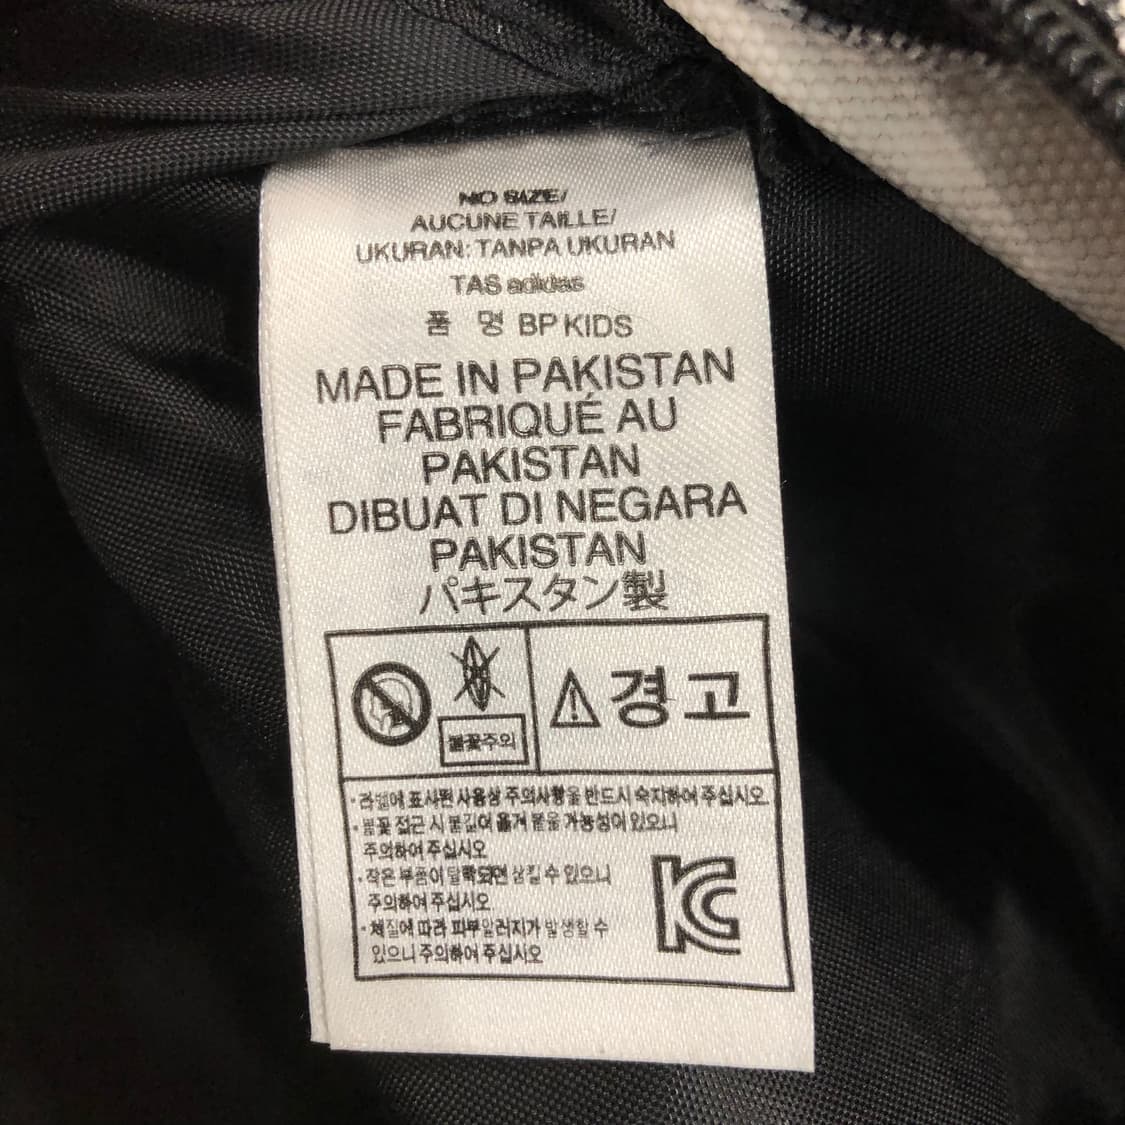 NO SIZE/
AUCUNE TAILLE/
UKURAN: TANPA UKURAN
TAS adidas
품 명 BP KIDS
MADE IN PAKISTAN
FABRIQUÉ AU
PAKISTAN
DIBUAT DI NEGARA
PAKISTAN
パキスタン製
불꽃주의
⚠경고
·라벨에 표시된 사용상 주의사항을 반드시 숙지하여 주십시오
·불꽃 접근 시 불길이 옮겨 붙을 가능성이 있으니
주의하여 주십시오
·작은 부품이 탈락되면 삼킬 수 있으니
주의하여 주십시오
·체질에 따라 피부알러지가 발생할 수
있으니 주의하여 주십시오
KC